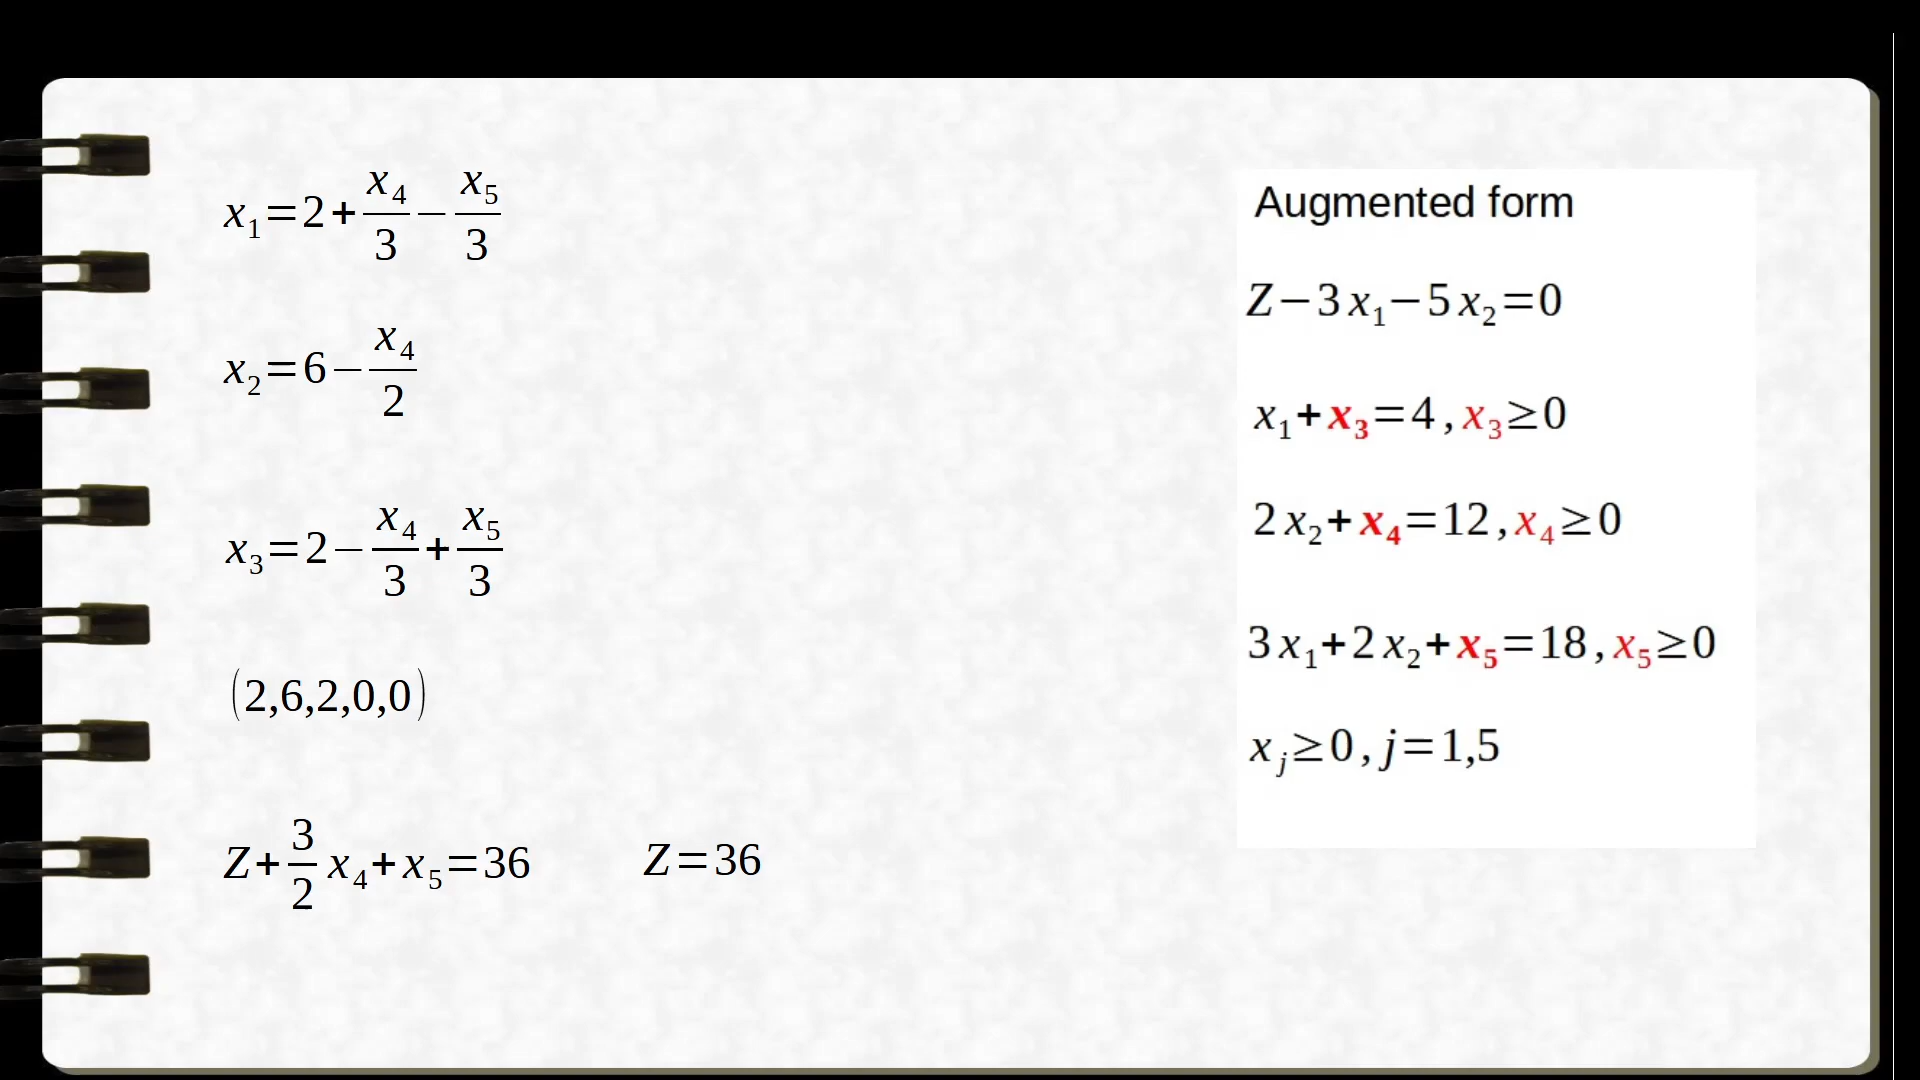 x₁=2+x₄/3−x₅/3
x₂=6−x₄/2
x₃=2−x₄/3+x₅/3
(2,6,2,0,0)
Z+3/2 x₄+x₅=36    Z=36
Augmented form
Z−3x₁−5x₂=0
x₁+x₃=4, x₃≥0
2x₂+x₄=12, x₄≥0
3x₁+2x₂+x₅=18, x₅≥0
xⱼ≥0, j=1,5